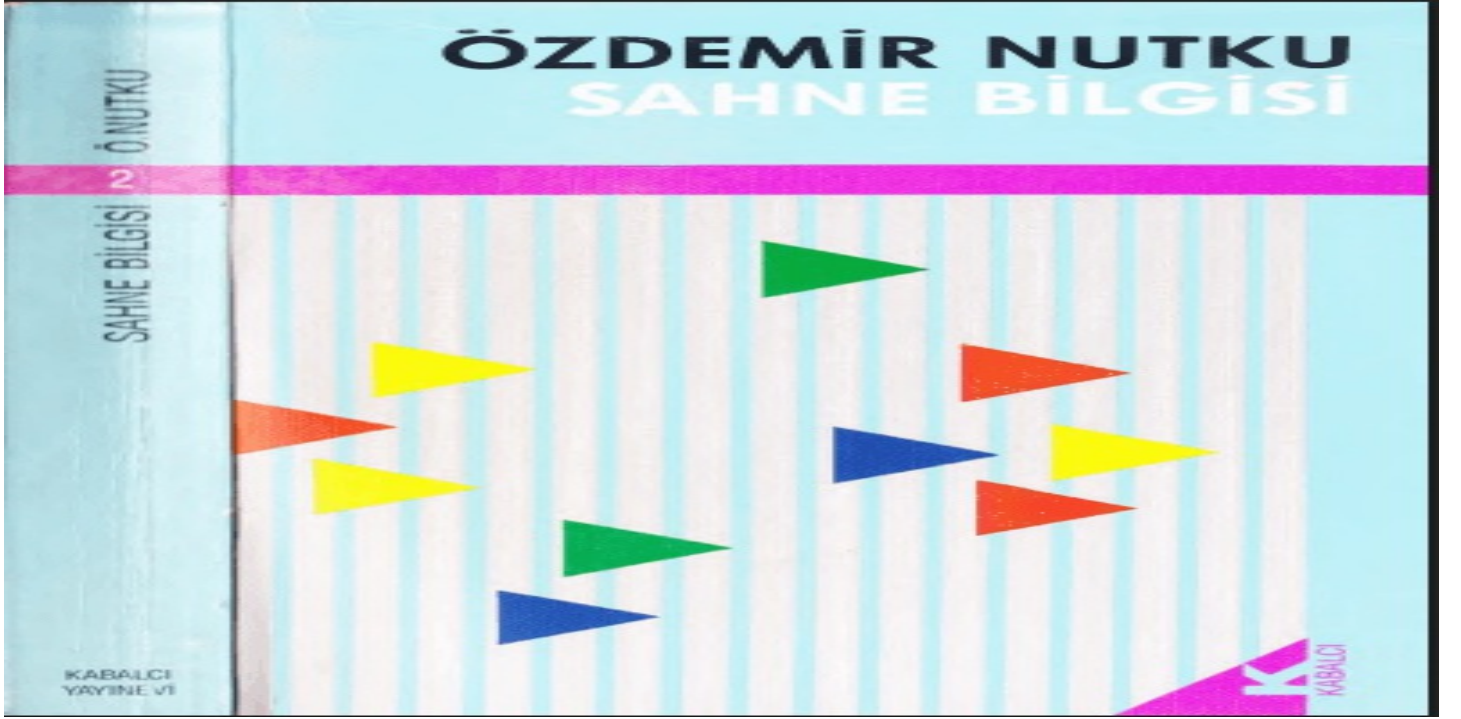 ÖZDEMİR NUTKU
SAHNE BİLGİSİ
SAHNE BİLGİSİ 2 Ö.NUTKU
KABALCI
YAYINEVİ
K
KABALCI